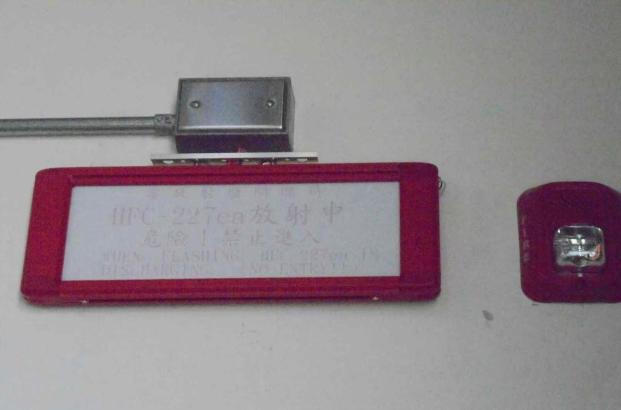 HFC-227ea放射中
危險!禁止進入
WHEN FLASHING, HFC-227ea IS
DISCHARGING NO ENTRY!
FIRE